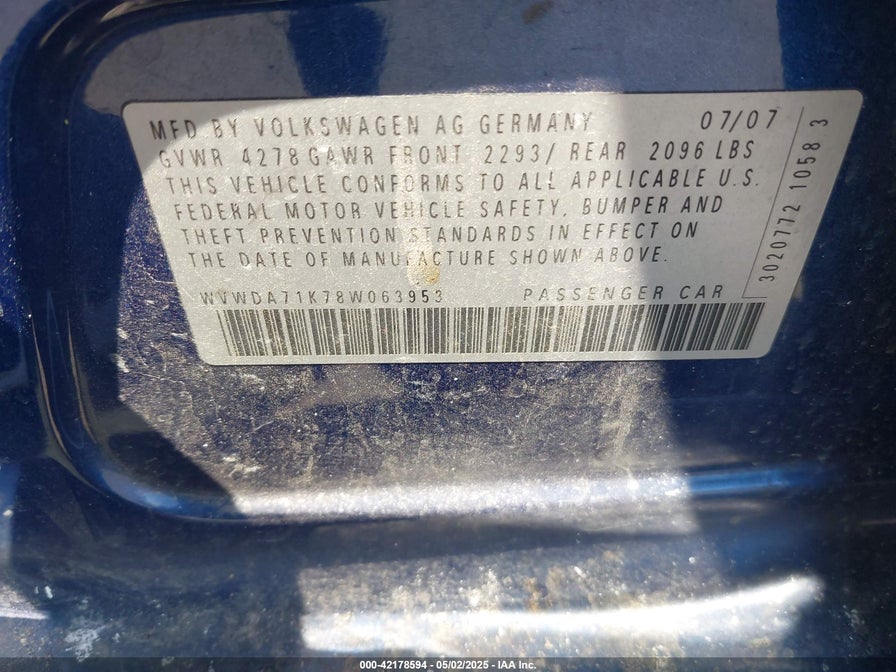 MFD BY VOLKSWAGEN AG GERMANY 07/07
GVWR 4278 GAWR FRONT 2293/ REAR 2096 LBS
THIS VEHICLE CONFORMS TO ALL APPLICABLE U.S.
FEDERAL MOTOR VEHICLE SAFETY, BUMPER AND
THEFT PREVENTION STANDARDS IN EFFECT ON
THE DATE OF MANUFACTURE SHOWN ABOVE.
WVWDA71K78W063953 PASSENGER CAR
3020772 10583
000-42178594 - 05/02/2025 - IAA Inc.